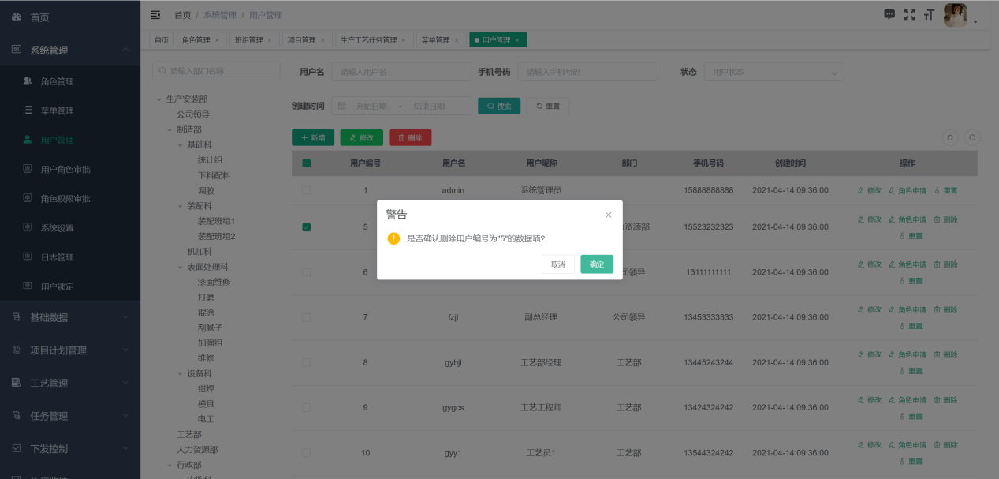 首页
系统管理
角色管理
菜单管理
用户管理
用户角色审批
角色权限审批
系统设置
日志管理
用户锁定
基础数据
项目计划管理
工艺管理
任务管理
下发控制
首页 / 系统管理 / 用户管理
首页 角色管理 × 班组管理 × 项目管理 × 生产工艺任务管理 × 菜单管理 × 用户管理 ×
请输入部门名称
生产安装部
公司领导
制造部
基础科
统计组
下料配料
调胶
装配科
装配班组1
装配班组2
机加科
表面处理科
漆面维修
打磨
辊涂
刮腻子
加强组
维修
设备科
钳焊
模具
电工
工艺部
人力资源部
行政部
用户名 请输入用户名 手机号码 请输入手机号码 状态 用户状态
创建时间 开始日期 - 结束日期 搜索 重置
+ 新增 修改 删除
用户编号 用户名 用户昵称 部门 手机号码 创建时间 操作
1 admin 系统管理员 15888888888 2021-04-14 09:36:00 修改 角色申请 重置
5 力资源部 15523232323 2021-04-14 09:36:00 修改 角色申请 删除
重置
6 司领导 13111111111 2021-04-14 09:36:00 修改 角色申请 删除
重置
7 fzjl 副总经理 公司领导 13453333333 2021-04-14 09:36:00 修改 角色申请 删除
重置
8 gybjl 工艺部经理 工艺部 13445243244 2021-04-14 09:36:00 修改 角色申请 删除
重置
9 gygcs 工艺工程师 工艺部 13424324242 2021-04-14 09:36:00 修改 角色申请 删除
重置
10 gyy1 工艺员1 工艺部 13544324242 2021-04-14 09:36:00 修改 角色申请 删除
重置
警告
是否确认删除用户编号为"5"的数据项?
取消 确定